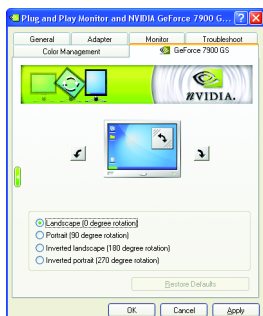 Plug and Play Monitor and NVIDIA GeForce 7900 G...
General Adapter Monitor Troubleshoot
Color Management GeForce 7900 GS
NVIDIA.
Landscape (0 degree rotation)
Portrait (90 degree rotation)
Inverted landscape (180 degree rotation)
Inverted portrait (270 degree rotation)
Restore Defaults
OK Cancel Apply